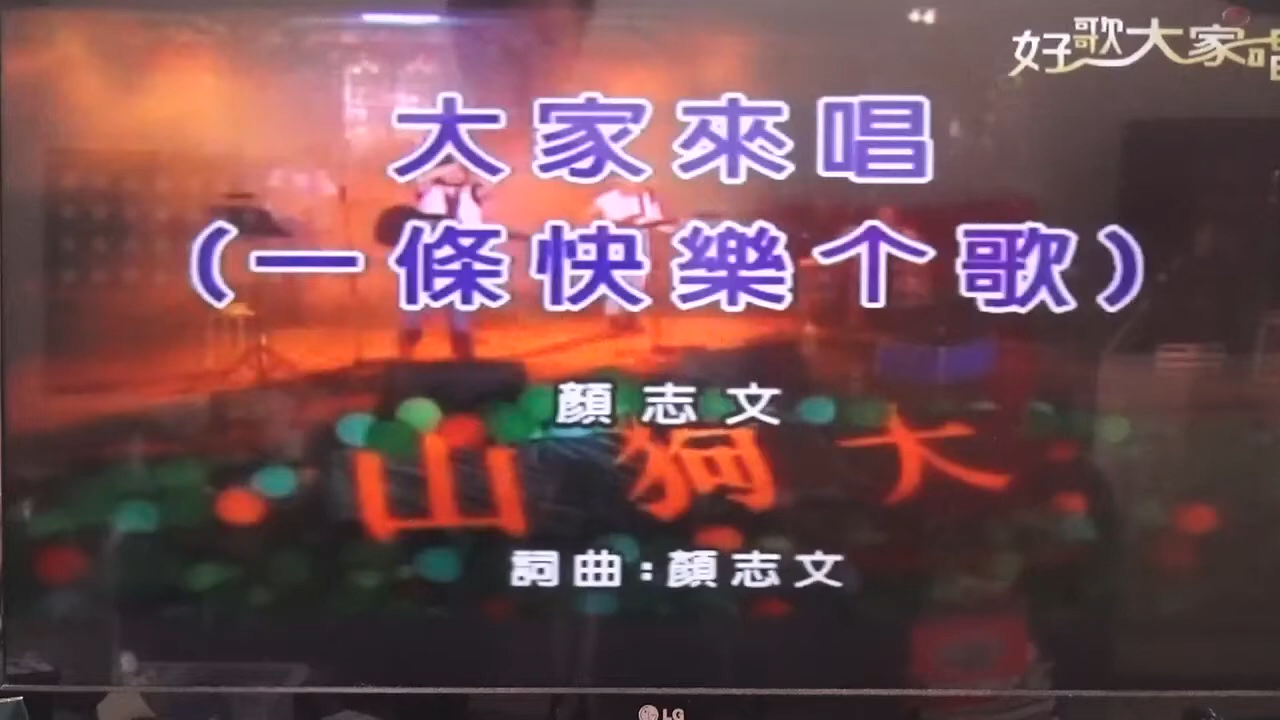 好歌大家唱
大家來唱
(一條快樂个歌)
顏志文
山狗大
詞曲:顏志文
LG